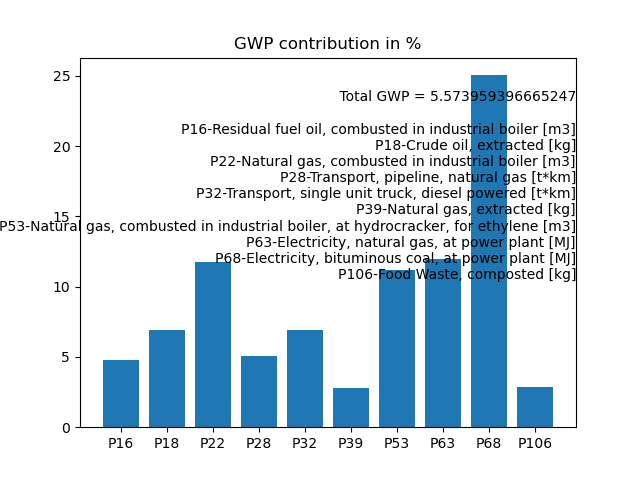 GWP contribution in %
25
Total GWP = 5.573959396665247
P16-Residual fuel oil, combusted in industrial boiler [m3]
20
P18-Crude oil, extracted [kg]
P22-Natural gas, combusted in industrial boiler [m3]
P28-Transport, pipeline, natural gas [t*km]
P32-Transport, single unit truck, diesel powered [t*km]
P39-Natural gas, extracted [kg]
15
P53-Natural gas, combusted in industrial boiler, at hydrocracker, for ethylene [m3]
P63-Electricity, natural gas, at power plant [MJ]
P68-Electricity, bituminous coal, at power plant [MJ]
P106-Food Waste, composted [kg]
10
5
0
P16 P18 P22 P28 P32 P39 P53 P63 P68 P106